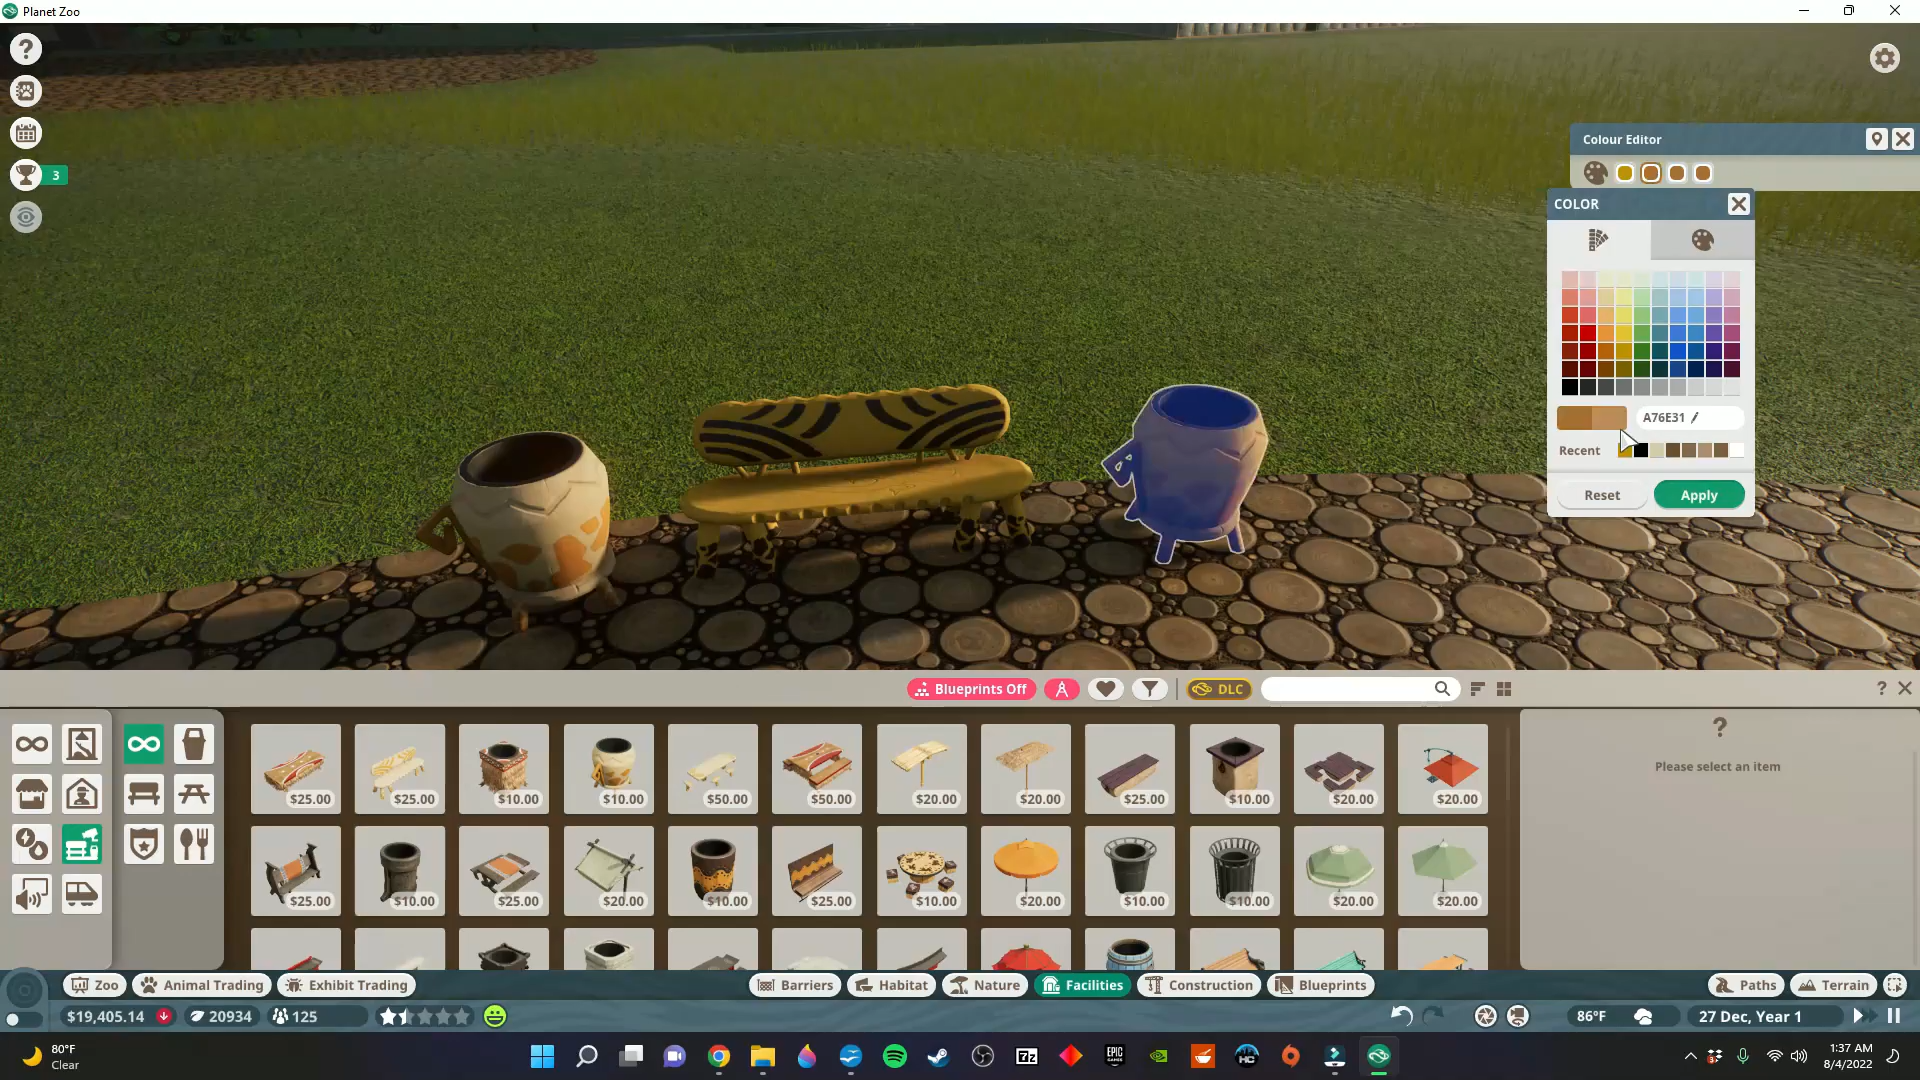 Planet Zoo
3
Colour Editor
COLOR
A76E31
Recent
Reset
Apply
Blueprints Off
DLC
?
Please select an item
$25.00 $25.00 $10.00 $10.00 $50.00 $50.00 $20.00 $20.00 $25.00 $10.00 $20.00 $20.00
$25.00 $10.00 $25.00 $20.00 $10.00 $25.00 $10.00 $20.00 $10.00 $10.00 $20.00 $20.00
Zoo Animal Trading Exhibit Trading Barriers Habitat Nature Facilities Construction Blueprints Paths Terrain
$19,405.14 20934 125 86°F 27 Dec, Year 1
80°F
Clear
7z
EPIC
GAMES
HC
1:37 AM
8/4/2022